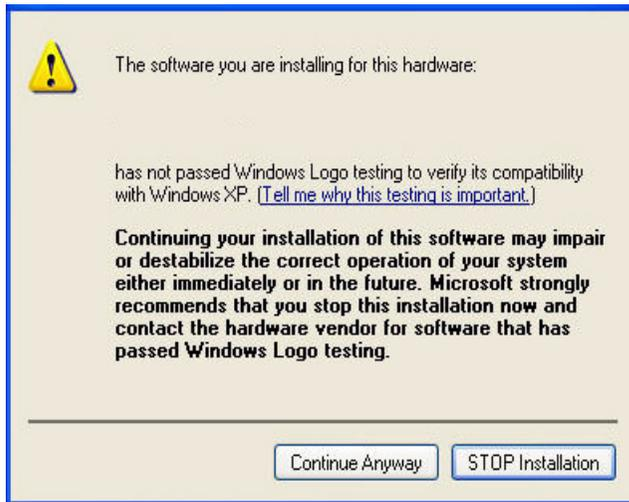 The software you are installing for this hardware:
has not passed Windows Logo testing to verify its compatibility
with Windows XP. (Tell me why this testing is important.)
Continuing your installation of this software may impair
or destabilize the correct operation of your system
either immediately or in the future. Microsoft strongly
recommends that you stop this installation now and
contact the hardware vendor for software that has
passed Windows Logo testing.
Continue Anyway STOP Installation